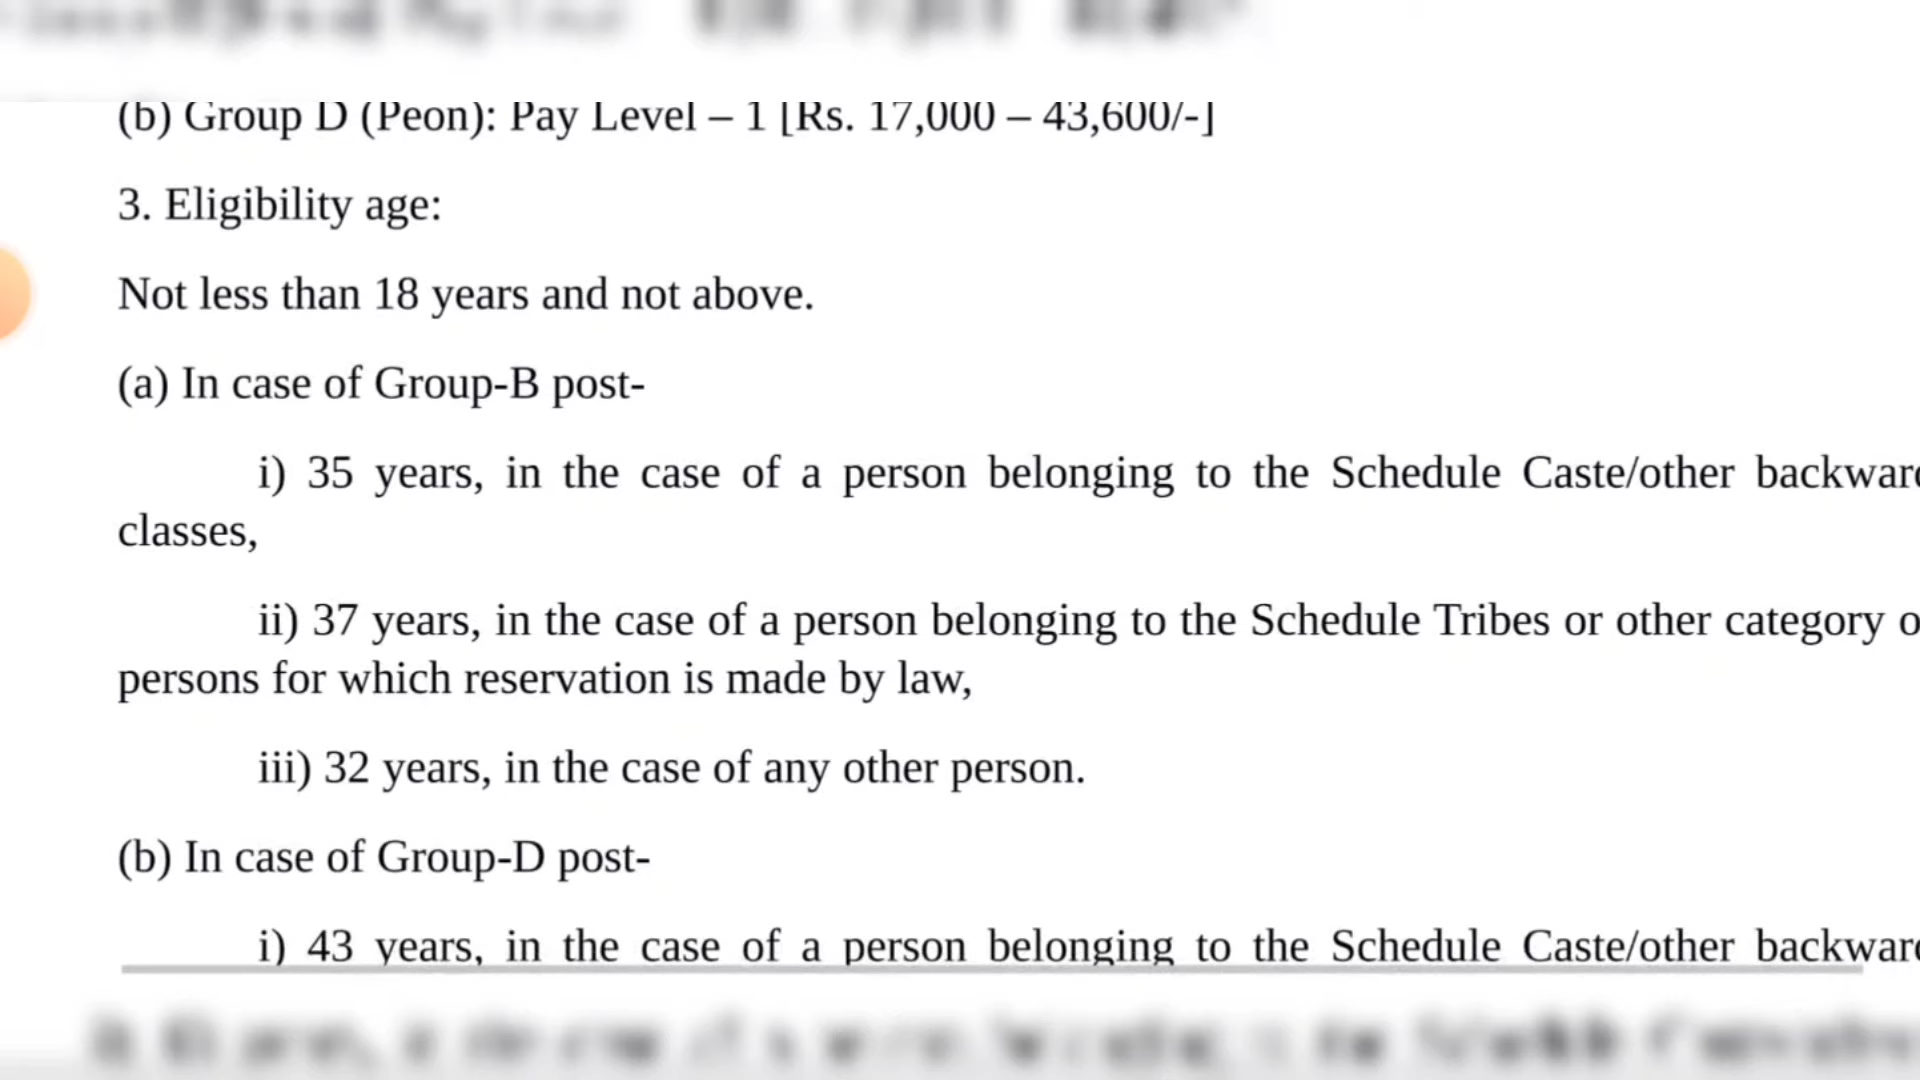 (b) Group D (Peon): Pay Level – 1 [Rs. 17,000 – 43,600/-]
3. Eligibility age:
Not less than 18 years and not above.
(a) In case of Group-B post-
i) 35 years, in the case of a person belonging to the Schedule Caste/other backward
classes,
ii) 37 years, in the case of a person belonging to the Schedule Tribes or other category
persons for which reservation is made by law,
iii) 32 years, in the case of any other person.
(b) In case of Group-D post-
i) 43 years, in the case of a person belonging to the Schedule Caste/other backward